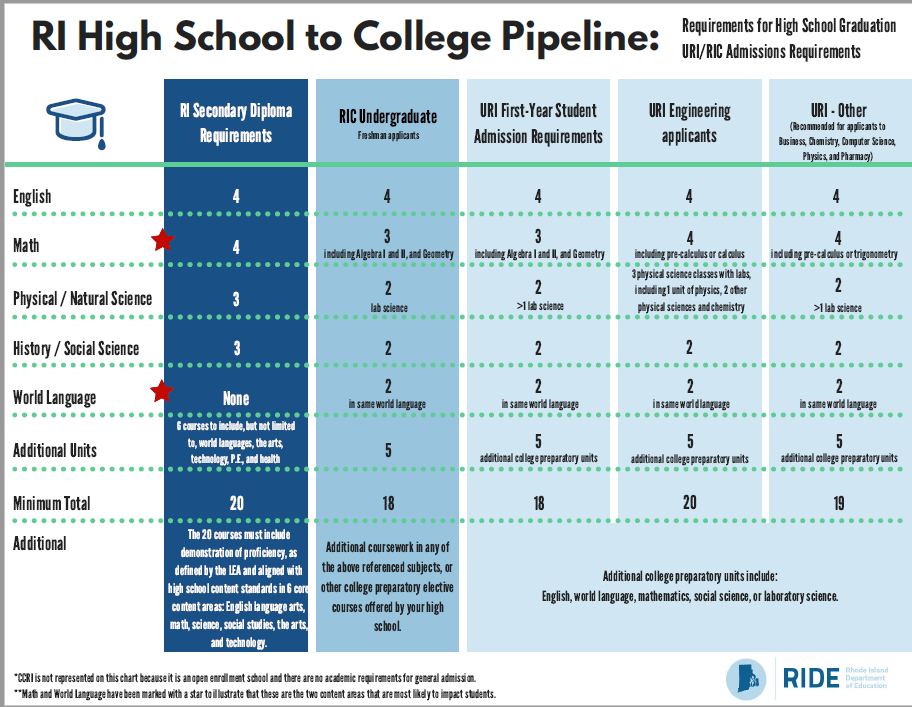 RI High School to College Pipeline:
Requirements for High School Graduation
URI/RIC Admissions Requirements
RI Secondary Diploma
Requirements
RIC Undergraduate
Freshman applicants
URI First-Year Student
Admission Requirements
URI Engineering
applicants
URI - Other
(Recommended for applicants to
Business, Chemistry, Computer Science,
Physics, and Pharmacy)
English
4
4
4
4
4
Math
4
3
including Algebra I and II, and Geometry
3
including Algebra I and II, and Geometry
4
including pre-calculus or calculus
4
including pre-calculus or trigonometry
Physical / Natural Science
3
2
lab science
2
>1 lab science
3 physical science classes with labs,
including 1 unit of physics, 2 other
physical sciences and chemistry
2
>1 lab science
History / Social Science
3
2
2
2
2
World Language
None
2
in same world language
2
in same world language
2
in same world language
2
in same world language
Additional Units
6 courses to include, but not limited
to, world languages, the arts,
technology, P.E., and health
5
5
additional college preparatory units
5
additional college preparatory units
5
additional college preparatory units
Minimum Total
20
18
18
20
19
Additional
The 20 courses must include
demonstration of proficiency, as
defined by the LEA and aligned with
high school content standards in 6 core
content areas: English language arts,
math, science, social studies, the arts,
and technology.
Additional coursework in any of
the above referenced subjects, or
other college preparatory elective
courses offered by your high
school.
Additional college preparatory units include:
English, world language, mathematics, social science, or laboratory science.
*CCRI is not represented on this chart because it is an open enrollment school and there are no academic requirements for general admission.
**Math and World Language have been marked with a star to illustrate that these are the two content areas that are most likely to impact students.
RIDE
Rhode Island
Department
of Education